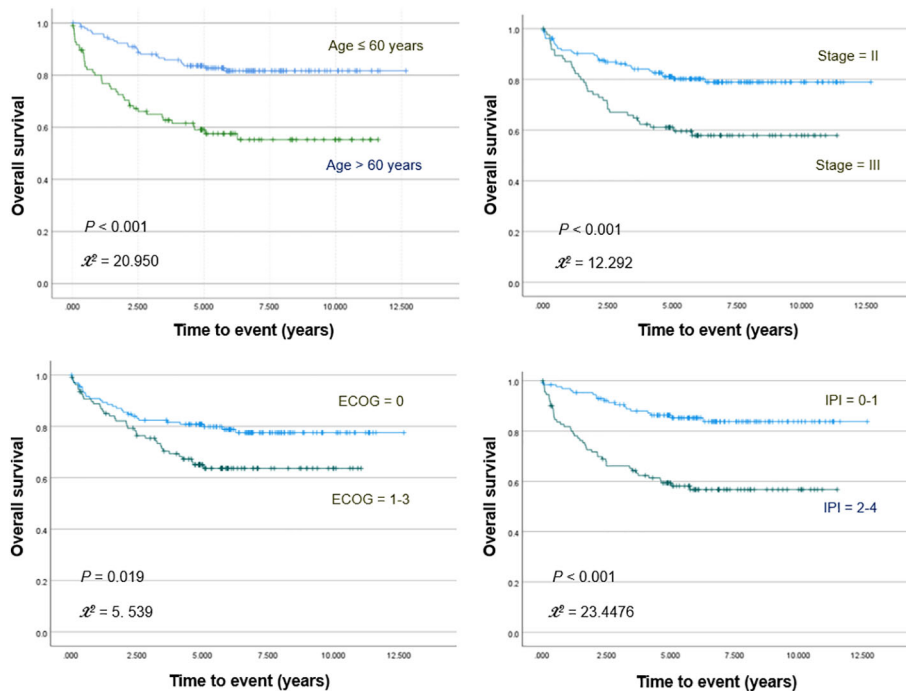 Overall survival
1.0
0.8
0.6
0.4
0.2
0.0
Age ≤ 60 years
Age > 60 years
P < 0.001
𝓧² = 20.950
.000 2.500 5.000 7.500 10.000 12.500
Time to event (years)
Overall survival
1.0
0.8
0.6
0.4
0.2
0.0
Stage = II
Stage = III
P < 0.001
𝓧² = 12.292
.000 2.500 5.000 7.500 10.000 12.500
Time to event (years)
Overall survival
1.0
0.8
0.6
0.4
0.2
0.0
ECOG = 0
ECOG = 1-3
P = 0.019
𝓧² = 5. 539
.000 2.500 5.000 7.500 10.000 12.500
Time to event (years)
Overall survival
1.0
0.8
0.6
0.4
0.2
0.0
IPI = 0-1
IPI = 2-4
P < 0.001
𝓧² = 23.4476
.000 2.500 5.000 7.500 10.000 12.500
Time to event (years)